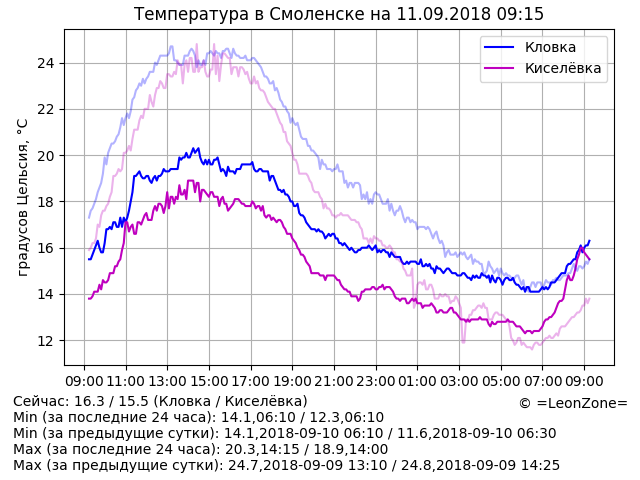 Температура в Смоленске на 11.09.2018 09:15
Кловка
Киселёвка
градусов Цельсия, °C
24
22
20
18
16
14
12
09:00 11:00 13:00 15:00 17:00 19:00 21:00 23:00 01:00 03:00 05:00 07:00 09:00
Сейчас: 16.3 / 15.5 (Кловка / Киселёвка)
© =LeonZone=
Min (за последние 24 часа): 14.1,06:10 / 12.3,06:10
Min (за предыдущие сутки): 14.1,2018-09-10 06:10 / 11.6,2018-09-10 06:30
Max (за последние 24 часа): 20.3,14:15 / 18.9,14:00
Max (за предыдущие сутки): 24.7,2018-09-09 13:10 / 24.8,2018-09-09 14:25